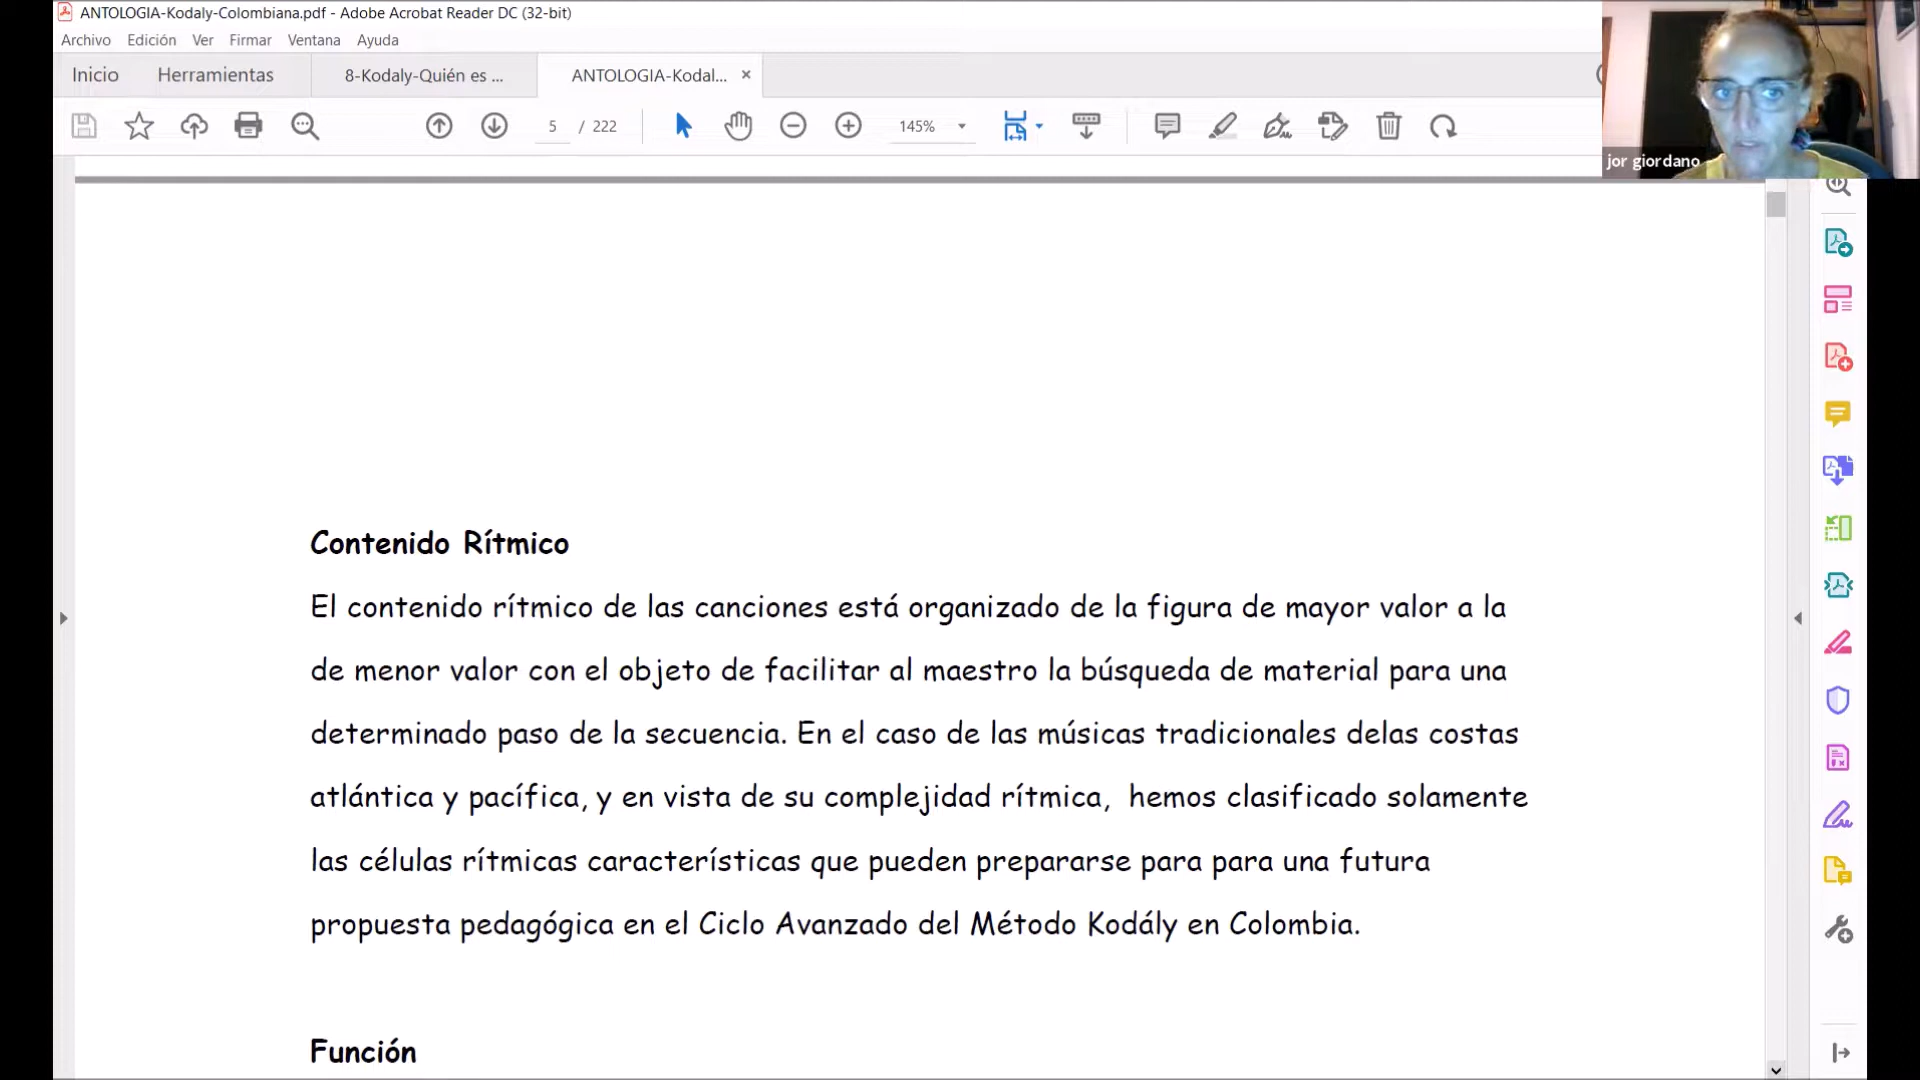 ANTOLOGIA-Kodaly-Colombiana.pdf - Adobe Acrobat Reader DC (32-bit)
Archivo Edición Ver Firmar Ventana Ayuda
Inicio Herramientas 8-Kodaly-Quién es ... ANTOLOGIA-Kodal...
5 / 222 145%
jor giordano
Contenido Rítmico
El contenido rítmico de las canciones está organizado de la figura de mayor valor a la
de menor valor con el objeto de facilitar al maestro la búsqueda de material para una
determinado paso de la secuencia. En el caso de las músicas tradicionales delas costas
atlántica y pacífica, y en vista de su complejidad rítmica, hemos clasificado solamente
las células rítmicas características que pueden prepararse para para una futura
propuesta pedagógica en el Ciclo Avanzado del Método Kodály en Colombia.
Función